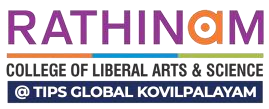 RATHINAM
COLLEGE OF LIBERAL ARTS & SCIENCE
@ TIPS GLOBAL KOVILPALAYAM